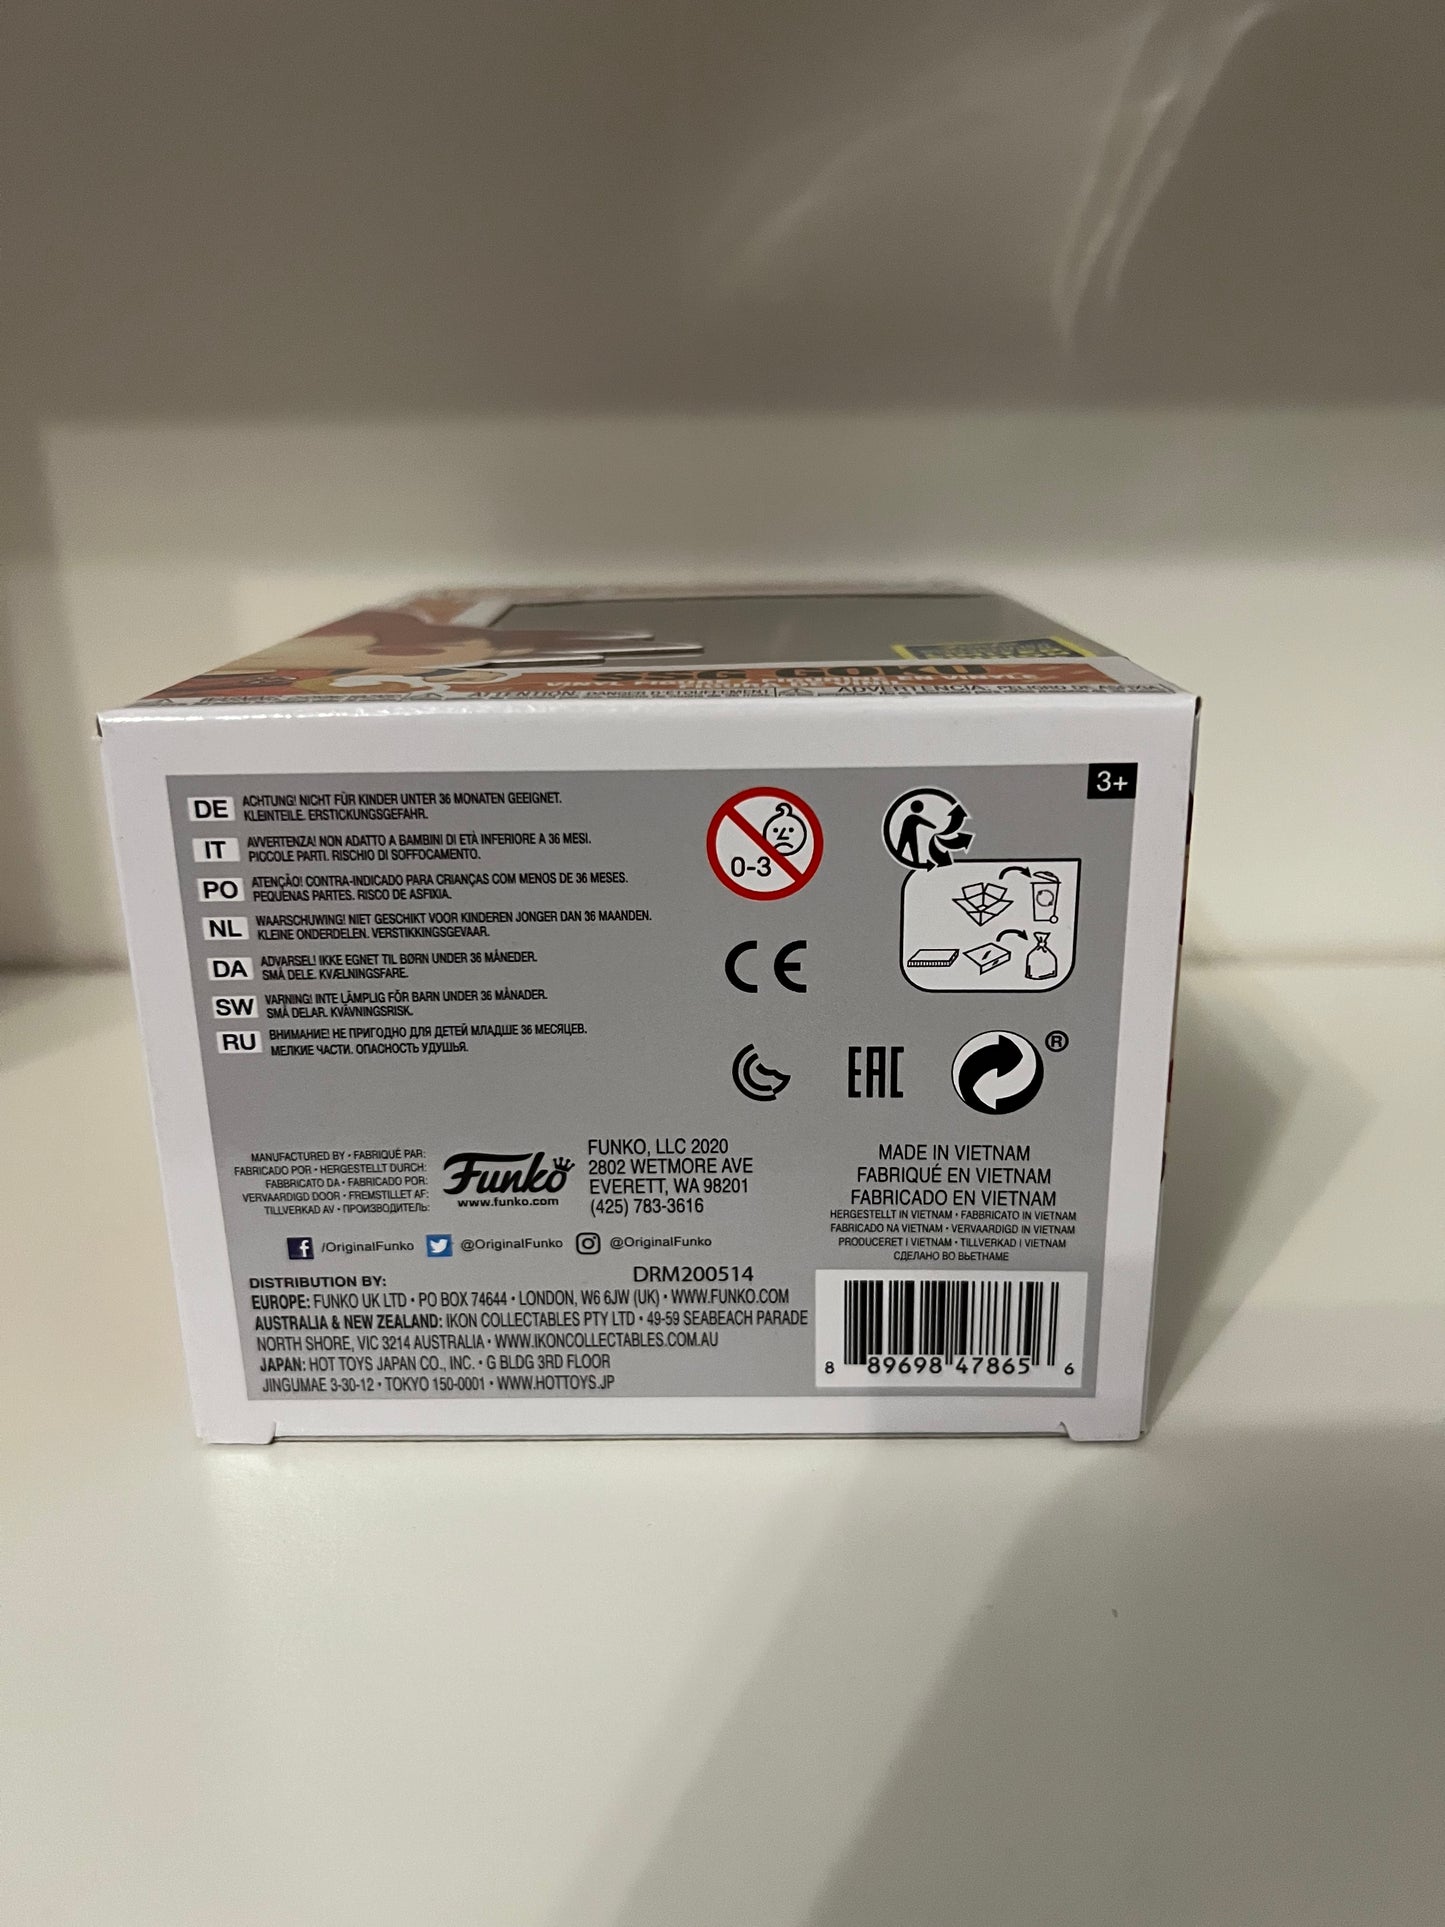 SSG GOKU
3+
DE ACHTUNG! NICHT FÜR KINDER UNTER 36 MONATEN GEEIGNET.
KLEINTEILE. ERSTICKUNGSGEFAHR.
IT AVVERTENZA! NON ADATTO A BAMBINI DI ETÀ INFERIORE A 36 MESI.
PICCOLE PARTI. RISCHIO DI SOFFOCAMENTO.
PO ATENÇÃO! CONTRA-INDICADO PARA CRIANÇAS COM MENOS DE 36 MESES.
PEQUENAS PARTES. RISCO DE ASFIXIA.
NL WAARSCHUWING! NIET GESCHIKT VOOR KINDEREN JONGER DAN 36 MAANDEN.
KLEINE ONDERDELEN. VERSTIKKINGSGEVAAR.
DA ADVARSEL! IKKE EGNET TIL BØRN UNDER 36 MÅNEDER.
SMÅ DELE. KVÆLNINGSFARE.
SW VARNING! INTE LÄMPLIG FÖR BARN UNDER 36 MÅNADER.
SMÅ DELAR. KVÄVNINGSRISK.
RU ВНИМАНИЕ! НЕ ПРИГОДНО ДЛЯ ДЕТЕЙ МЛАДШЕ 36 МЕСЯЦЕВ.
МЕЛКИЕ ЧАСТИ. ОПАСНОСТЬ УДУШЬЯ.
0-3
CE
EAC
®
MANUFACTURED BY • FABRIQUÉ PAR:
FABRICADO POR • HERGESTELLT DURCH:
FABBRICATO DA • FABRICADO POR:
VERVAARDIGD DOOR • FREMSTILLET AF:
TILLVERKAD AV • ПРОИЗВОДИТЕЛЬ:
Funko
www.funko.com
FUNKO, LLC 2020
2802 WETMORE AVE
EVERETT, WA 98201
(425) 783-3616
/OriginalFunko @OriginalFunko @OriginalFunko
MADE IN VIETNAM
FABRIQUÉ EN VIETNAM
FABRICADO EN VIETNAM
HERGESTELLT IN VIETNAM • FABBRICATO IN VIETNAM
FABRICADO NA VIETNAM • VERVAARDIGD IN VIETNAM
PRODUCERET I VIETNAM • TILLVERKAD I VIETNAM
СДЕЛАНО ВО ВЬЕТНАМЕ
DRM200514
DISTRIBUTION BY:
EUROPE: FUNKO UK LTD • PO BOX 74644 • LONDON, W6 6JW (UK) • WWW.FUNKO.COM
AUSTRALIA & NEW ZEALAND: IKON COLLECTABLES PTY LTD • 49-59 SEABEACH PARADE
NORTH SHORE, VIC 3214 AUSTRALIA • WWW.IKONCOLLECTABLES.COM.AU
JAPAN: HOT TOYS JAPAN CO., INC. • G BLDG 3RD FLOOR
JINGUMAE 3-30-12 • TOKYO 150-0001 • WWW.HOTTOYS.JP
8 89698 47865 6